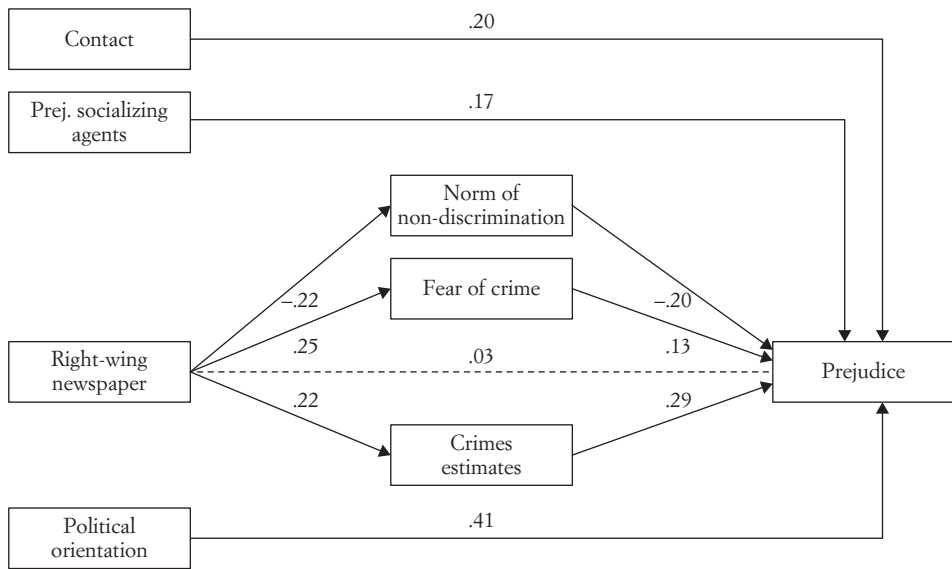 .20
Contact
.17
Prej. socializing
agents
Norm of
non-discrimination
–.22
Fear of crime
–.20
.25
.03
.13
Right-wing
newspaper
Prejudice
.22
.29
Crimes
estimates
.41
Political
orientation